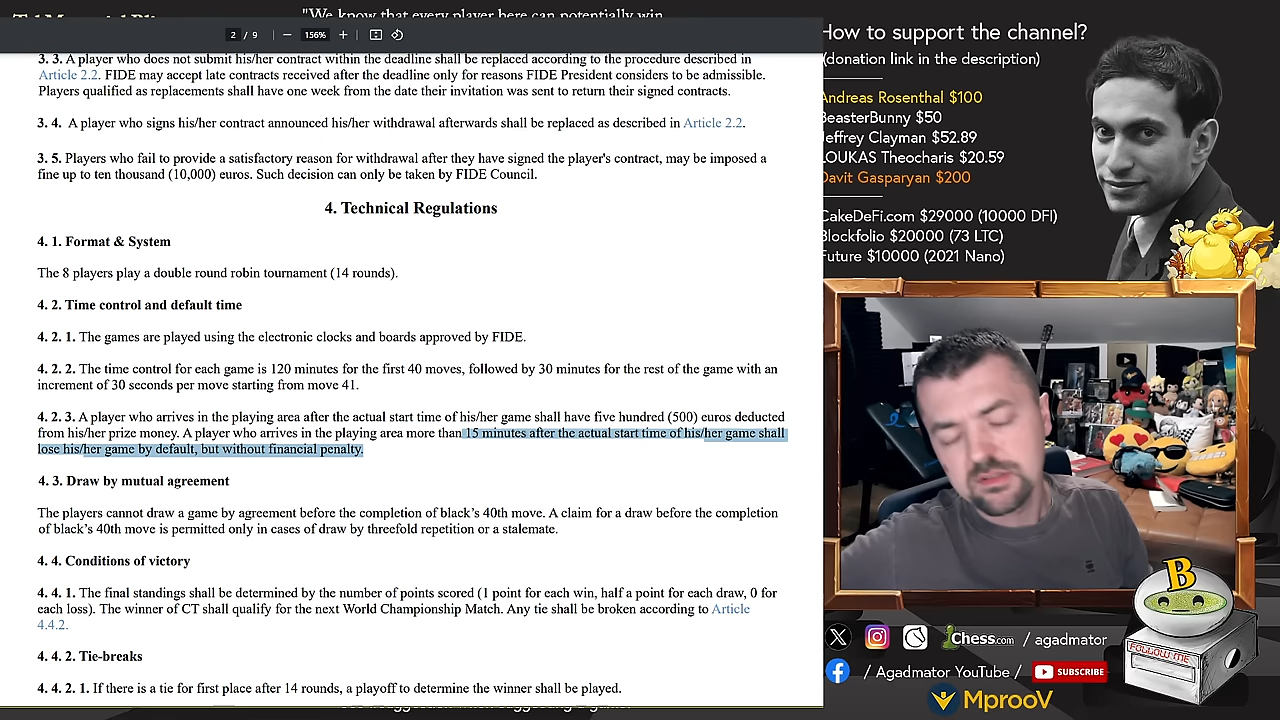 "We know that every player here can potentially win
2 / 9 156%
3. 3. A player who does not submit his/her contract within the deadline shall be replaced according to the procedure described in
Article 2.2. FIDE may accept late contracts received after the deadline only for reasons FIDE President considers to be admissible.
Players qualified as replacements shall have one week from the date their invitation was sent to return their signed contracts.
3. 4. A player who signs his/her contract announced his/her withdrawal afterwards shall be replaced as described in Article 2.2.
3. 5. Players who fail to provide a satisfactory reason for withdrawal after they have signed the player's contract, may be imposed a
fine up to ten thousand (10,000) euros. Such decision can only be taken by FIDE Council.
4. Technical Regulations
4. 1. Format & System
The 8 players play a double round robin tournament (14 rounds).
4. 2. Time control and default time
4. 2. 1. The games are played using the electronic clocks and boards approved by FIDE.
4. 2. 2. The time control for each game is 120 minutes for the first 40 moves, followed by 30 minutes for the rest of the game with an
increment of 30 seconds per move starting from move 41.
4. 2. 3. A player who arrives in the playing area after the actual start time of his/her game shall have five hundred (500) euros deducted
from his/her prize money. A player who arrives in the playing area more than 15 minutes after the actual start time of his/her game shall
lose his/her game by default, but without financial penalty.
4. 3. Draw by mutual agreement
The players cannot draw a game by agreement before the completion of black's 40th move. A claim for a draw before the completion
of black's 40th move is permitted only in cases of draw by threefold repetition or a stalemate.
4. 4. Conditions of victory
4. 4. 1. The final standings shall be determined by the number of points scored (1 point for each win, half a point for each draw, 0 for
each loss). The winner of CT shall qualify for the next World Championship Match. Any tie shall be broken according to Article
4.4.2.
4. 4. 2. Tie-breaks
4. 4. 2. 1. If there is a tie for first place after 14 rounds, a playoff to determine the winner shall be played.
How to support the channel?
(donation link in the description)
Andreas Rosenthal $100
BeasterBunny $50
Jeffrey Clayman $52.89
LOUKAS Theocharis $20.59
Davit Gasparyan $200
CakeDeFi.com $29000 (10000 DFI)
Blockfolio $20000 (73 LTC)
Future $10000 (2021 Nano)
B
FOLLOW ME
Chess.com / agadmator
/ Agadmator YouTube / SUBSCRIBE
MprooV